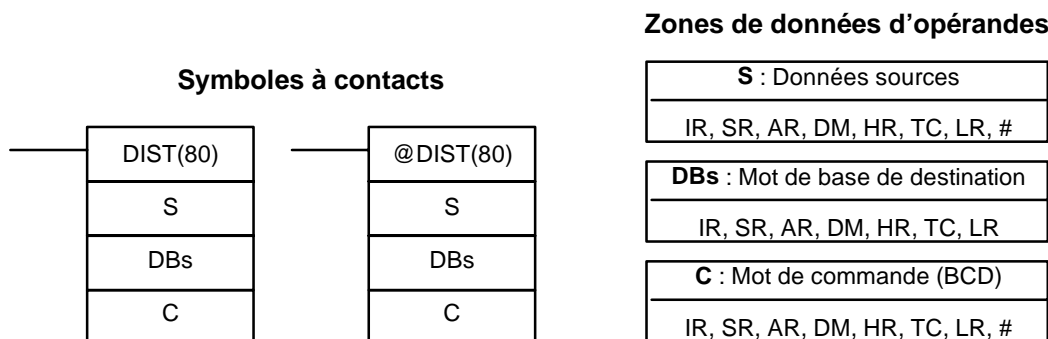 Zones de données d’opérandes
Symboles à contacts
DIST(80)
S
DBs
C
@DIST(80)
S
DBs
C
S : Données sources
IR, SR, AR, DM, HR, TC, LR, #
DBs : Mot de base de destination
IR, SR, AR, DM, HR, TC, LR
C : Mot de commande (BCD)
IR, SR, AR, DM, HR, TC, LR, #